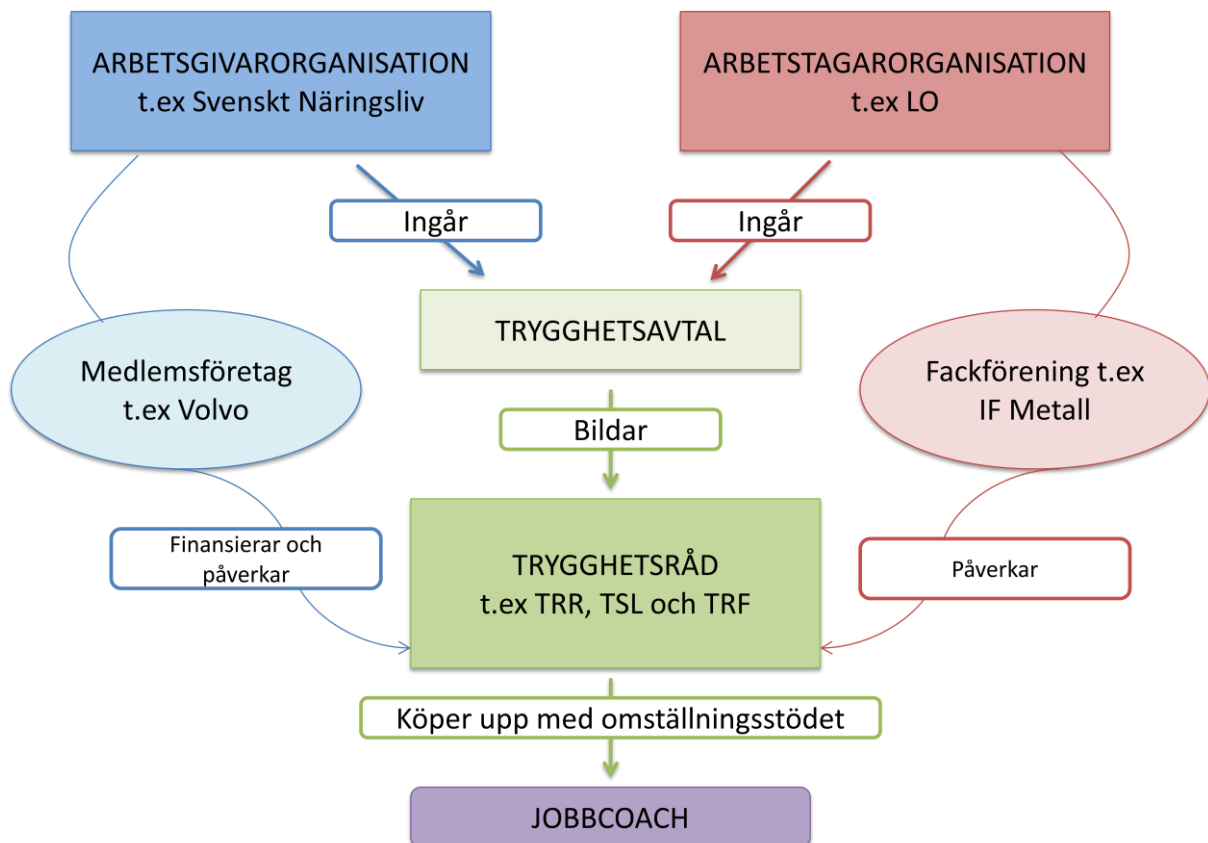 ARBETSGIVARORGANISATION
t.ex Svenskt Näringsliv
ARBETSTAGARORGANISATION
t.ex LO
Ingår
Ingår
TRYGGHETSAVTAL
Medlemsföretag
t.ex Volvo
Fackförening t.ex
IF Metall
Bildar
TRYGGHETSRÅD
t.ex TRR, TSL och TRF
Finansierar och
påverkar
Påverkar
Köper upp med omställningsstödet
JOBBCOACH